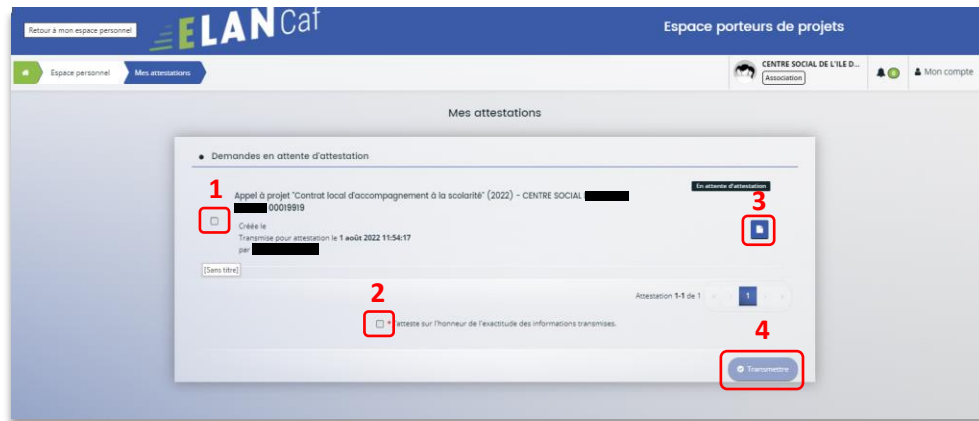 Retour à mon espace personnel
ELAN Caf
Espace porteurs de projets
Espace personnel
Mes attestations
CENTRE SOCIAL DE L'ILE D...
Association
0
Mon compte
Mes attestations
Demandes en attente d'attestation
En attente d'attestation
1
3
Appel à projet "Contrat local d'accompagnement à la scolarité" (2022) - CENTRE SOCIAL
00019919
Créée le
Transmise pour attestation le 1 août 2022 11:54:17
par
[Sans titre]
Attestation 1-1 de 1
« ‹ 1 › »
2
* J'atteste sur l'honneur de l'exactitude des informations transmises.
4
Transmettre